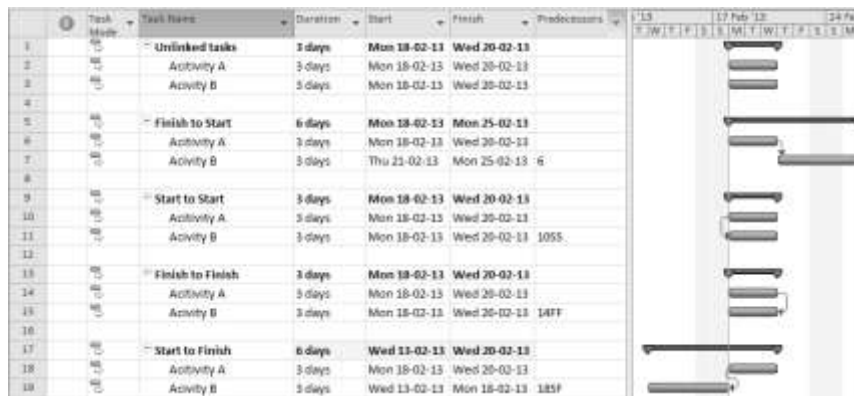 Task Mode Task Name Duration Start Finish Predecessors '13 17 Feb '13 24 Fe
T W T F S S M T W T F S S M
1 Unlinked tasks 3 days Mon 18-02-13 Wed 20-02-13
2 Acitivity A 3 days Mon 18-02-13 Wed 20-02-13
3 Acitivity B 3 days Mon 18-02-13 Wed 20-02-13
4
5 Finish to Start 6 days Mon 18-02-13 Mon 25-02-13
6 Acitivity A 3 days Mon 18-02-13 Wed 20-02-13
7 Acivity B 3 days Thu 21-02-13 Mon 25-02-13 6
8
9 Start to Start 3 days Mon 18-02-13 Wed 20-02-13
10 Acitivity A 3 days Mon 18-02-13 Wed 20-02-13
11 Acivity B 3 days Mon 18-02-13 Wed 20-02-13 10SS
12
13 Finish to Finish 3 days Mon 18-02-13 Wed 20-02-13
14 Acitivity A 3 days Mon 18-02-13 Wed 20-02-13
15 Acivity B 3 days Mon 18-02-13 Wed 20-02-13 14FF
16
17 Start to Finish 6 days Wed 13-02-13 Wed 20-02-13
18 Acitivity A 3 days Mon 18-02-13 Wed 20-02-13
19 Acivity B 3 days Wed 13-02-13 Mon 18-02-13 18SF